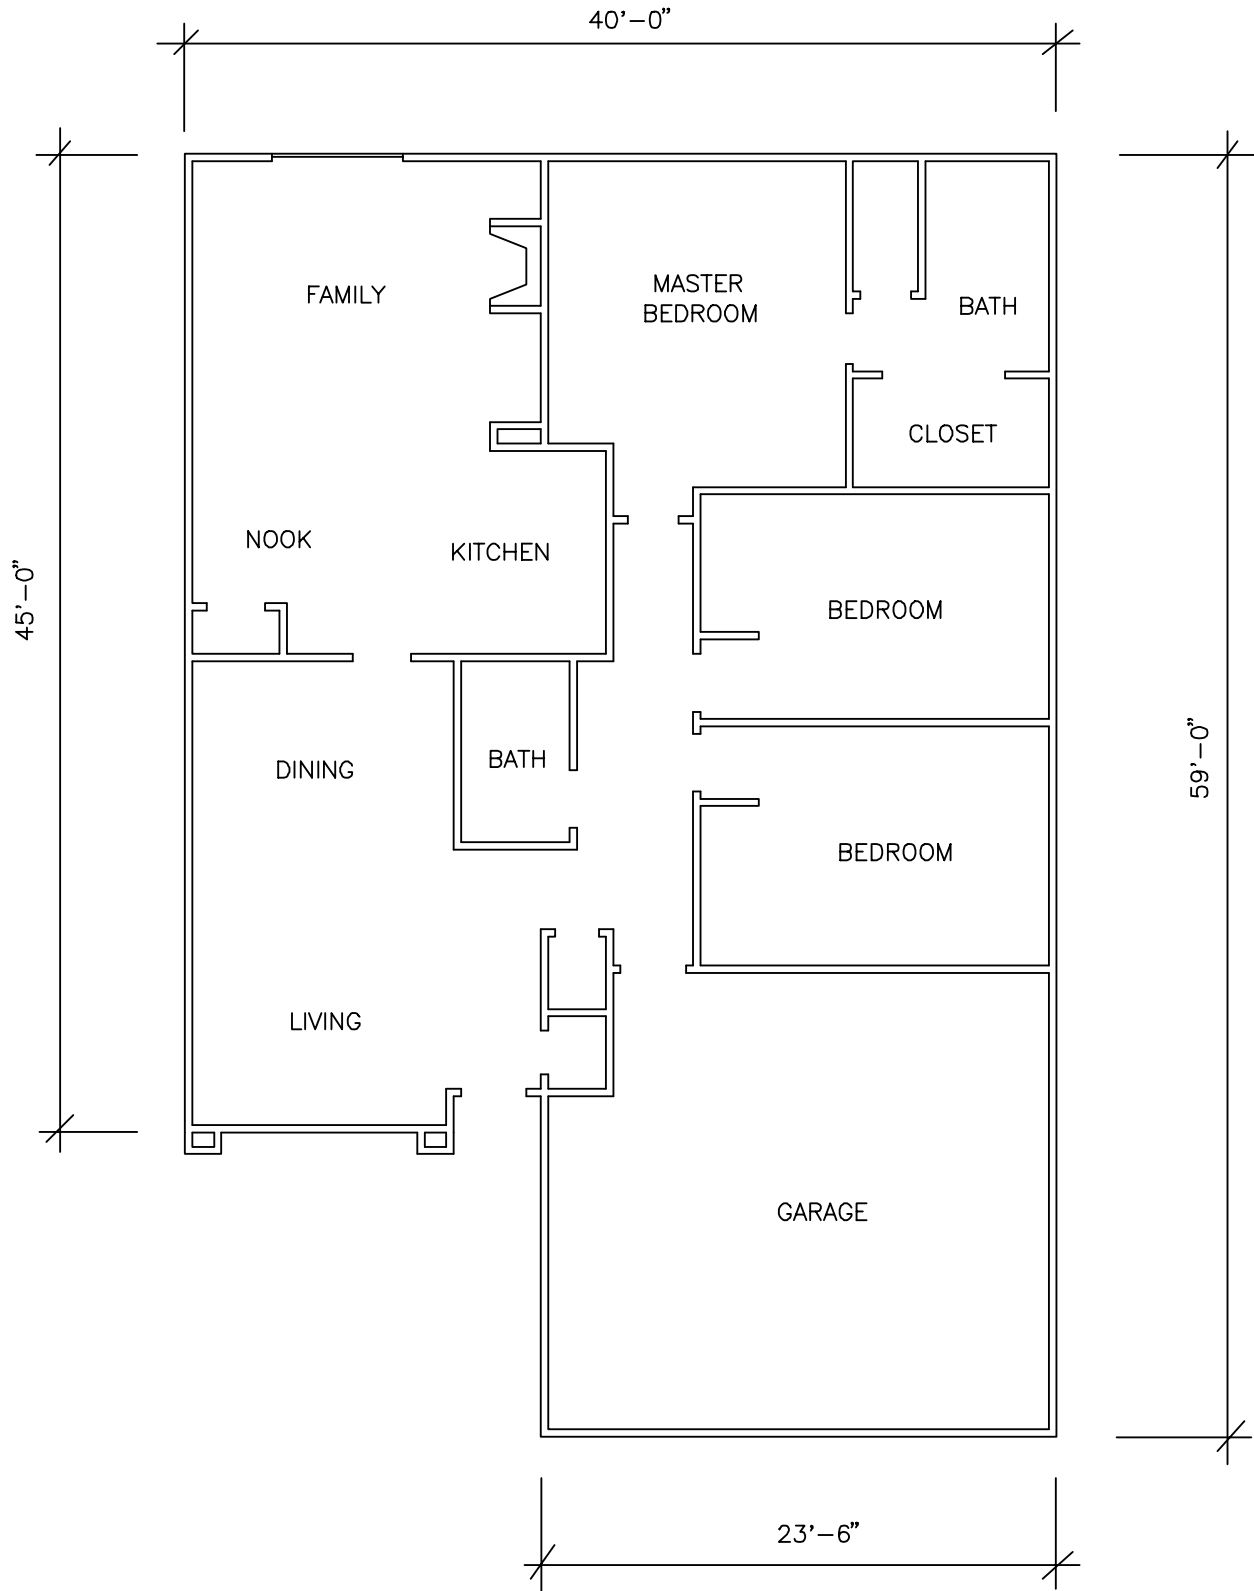 40'-0"
FAMILY
MASTER
BEDROOM
BATH
CLOSET
NOOK
KITCHEN
45'-0"
BEDROOM
DINING
BATH
59'-0"
BEDROOM
LIVING
GARAGE
23'-6"